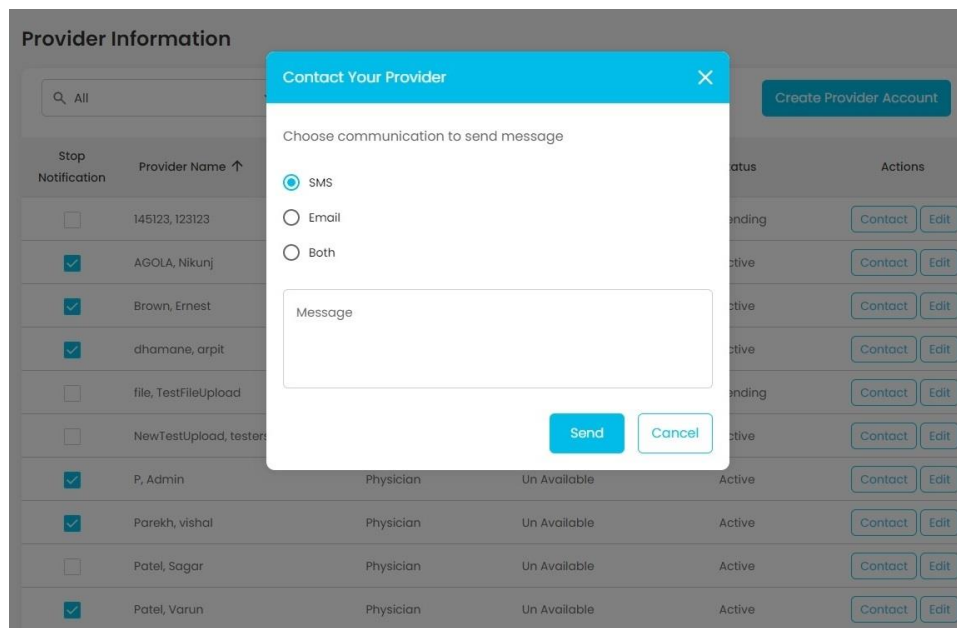 Provider Information
Contact Your Provider
All
Create Provider Account
Choose communication to send message
Stop
Notification
Provider Name
atus
Actions
SMS
145123, 123123
Email
nding
Contact
Edit
AGOLA, Nikunj
Both
ctive
Contact
Edit
Brown, Ernest
Message
ctive
Contact
Edit
dhamane, arpit
ctive
Contact
Edit
file, TestFileUpload
ending
Contact
Edit
NewTestUpload, testers
Send
Cancel
ctive
Contact
Edit
P, Admin
Physician
Un Available
Active
Contact
Edit
Parekh, vishal
Physician
Un Available
Active
Contact
Edit
Patel, Sagar
Physician
Un Available
Active
Contact
Edit
Patel, Varun
Physician
Un Available
Active
Contact
Edit